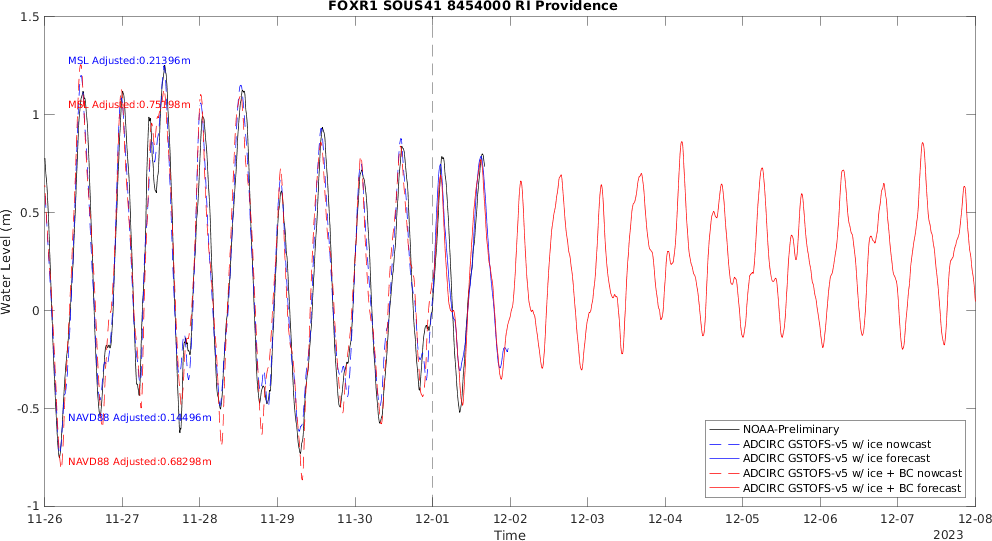 FOXR1 SOUS41 8454000 RI Providence
1.5
1
0.5
0
-0.5
-1
Water Level (m)
MSL Adjusted:0.21396m
MSL Adjusted:0.75198m
NAVD88 Adjusted:0.14496m
NAVD88 Adjusted:0.68298m
NOAA-Preliminary
ADCIRC GSTOFS-v5 w/ ice nowcast
ADCIRC GSTOFS-v5 w/ ice forecast
ADCIRC GSTOFS-v5 w/ ice + BC nowcast
ADCIRC GSTOFS-v5 w/ ice + BC forecast
11-26 11-27 11-28 11-29 11-30 12-01 12-02 12-03 12-04 12-05 12-06 12-07 12-08
Time
2023